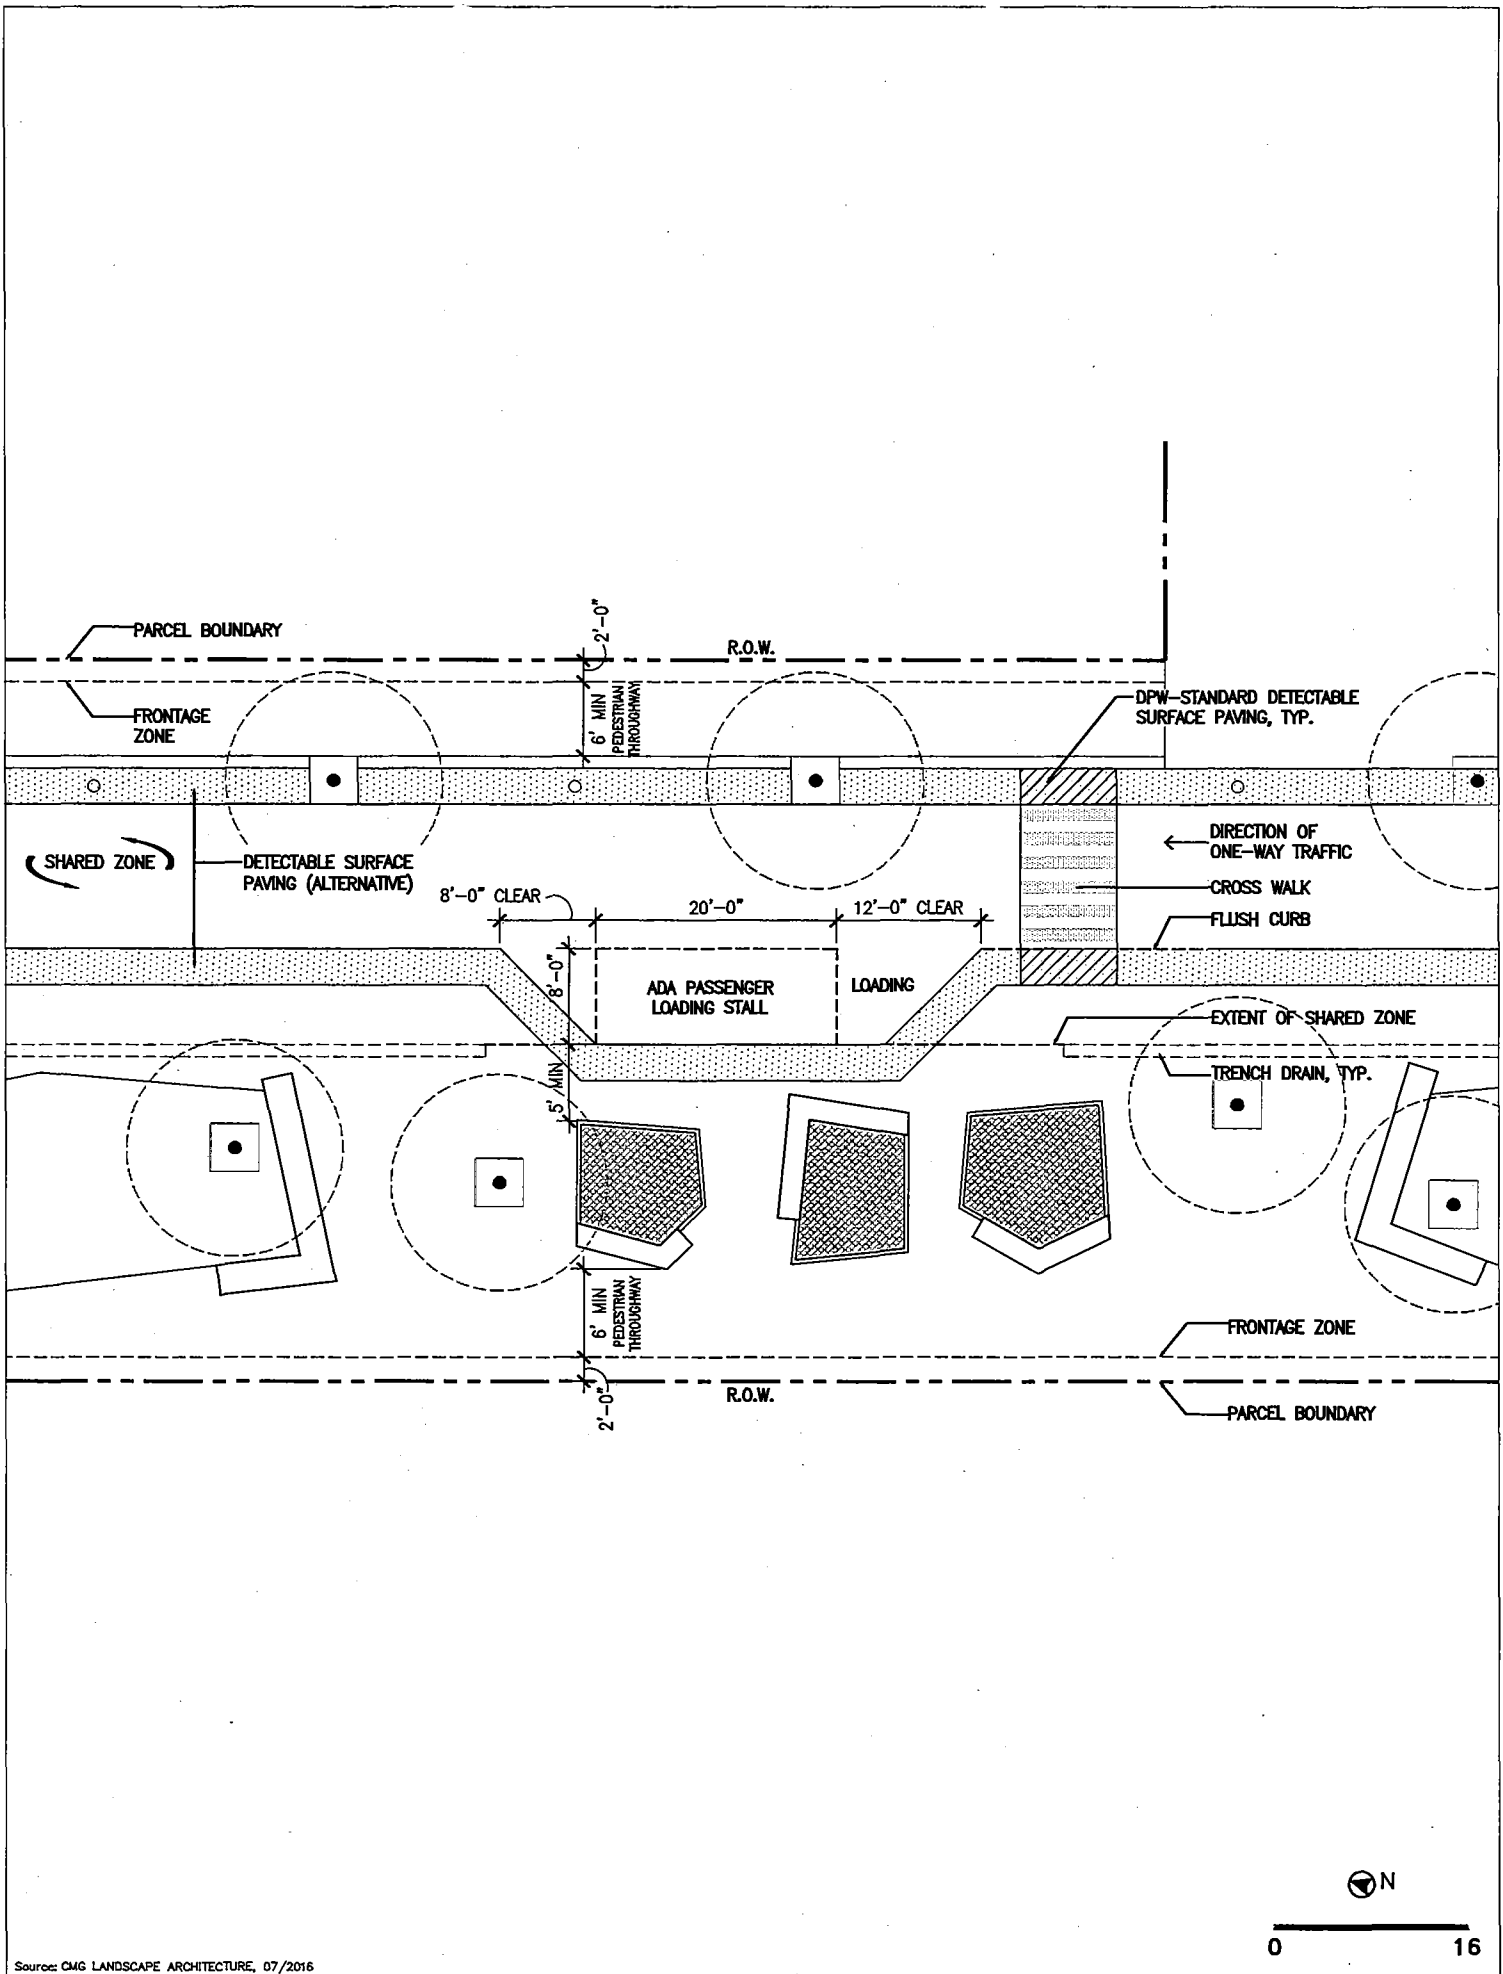 2'-0"
PARCEL BOUNDARY
R.O.W.
6' MIN
PEDESTRIAN
THROUGHWAY
DPW-STANDARD DETECTABLE
SURFACE PAVING, TYP.
FRONTAGE
ZONE
SHARED ZONE
DETECTABLE SURFACE
PAVING (ALTERNATIVE)
DIRECTION OF
ONE-WAY TRAFFIC
CROSS WALK
8'-0" CLEAR
20'-0"
12'-0" CLEAR
FLUSH CURB
8'-0"
ADA PASSENGER
LOADING STALL
LOADING
EXTENT OF SHARED ZONE
5' MIN
TRENCH DRAIN, TYP.
6' MIN
PEDESTRIAN
THROUGHWAY
FRONTAGE ZONE
2'-0"
R.O.W.
PARCEL BOUNDARY
N
0 16
Source: CMG LANDSCAPE ARCHITECTURE, 07/2016